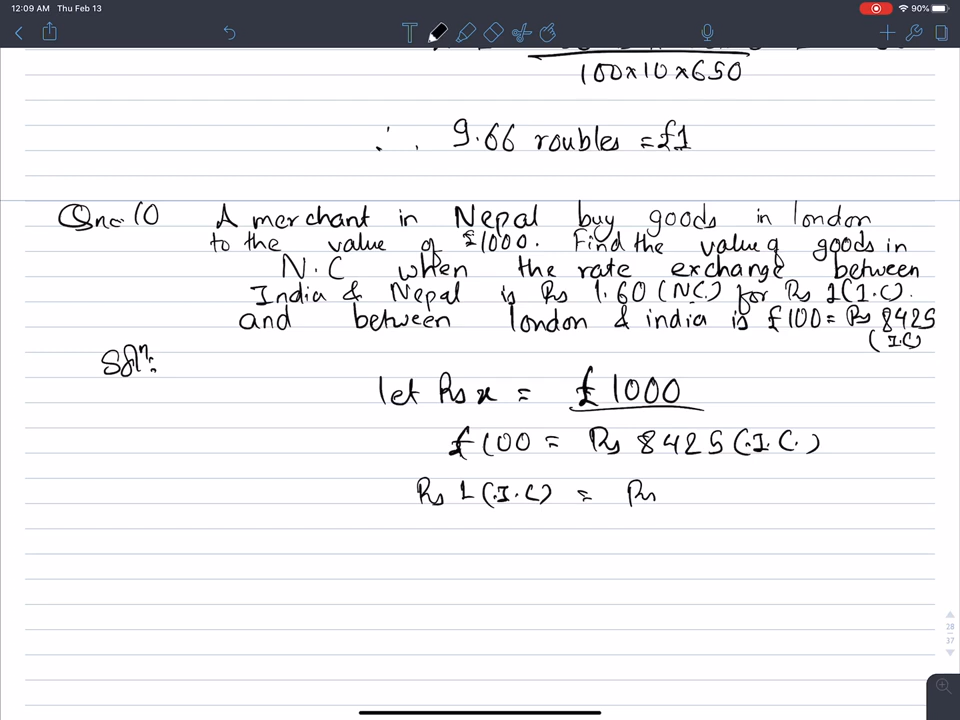 12:09 AM Thu Feb 13
90%
100×10×650
∴ 9.66 roubles = £1
Qno. 10 A merchant in Nepal buy goods in london
to the value of £1000. Find the value of goods in
N.C when the rate exchange between
India & Nepal is Rs 1.60 (N.C.) for Rs 1(I.C).
and between london & india is £100 = Rs 8425
(I.C)
Solⁿ:
let Rs x = £1000
£100 = Rs 8425 (I.C.)
Rs 1 (I.C) = Rs
28
37